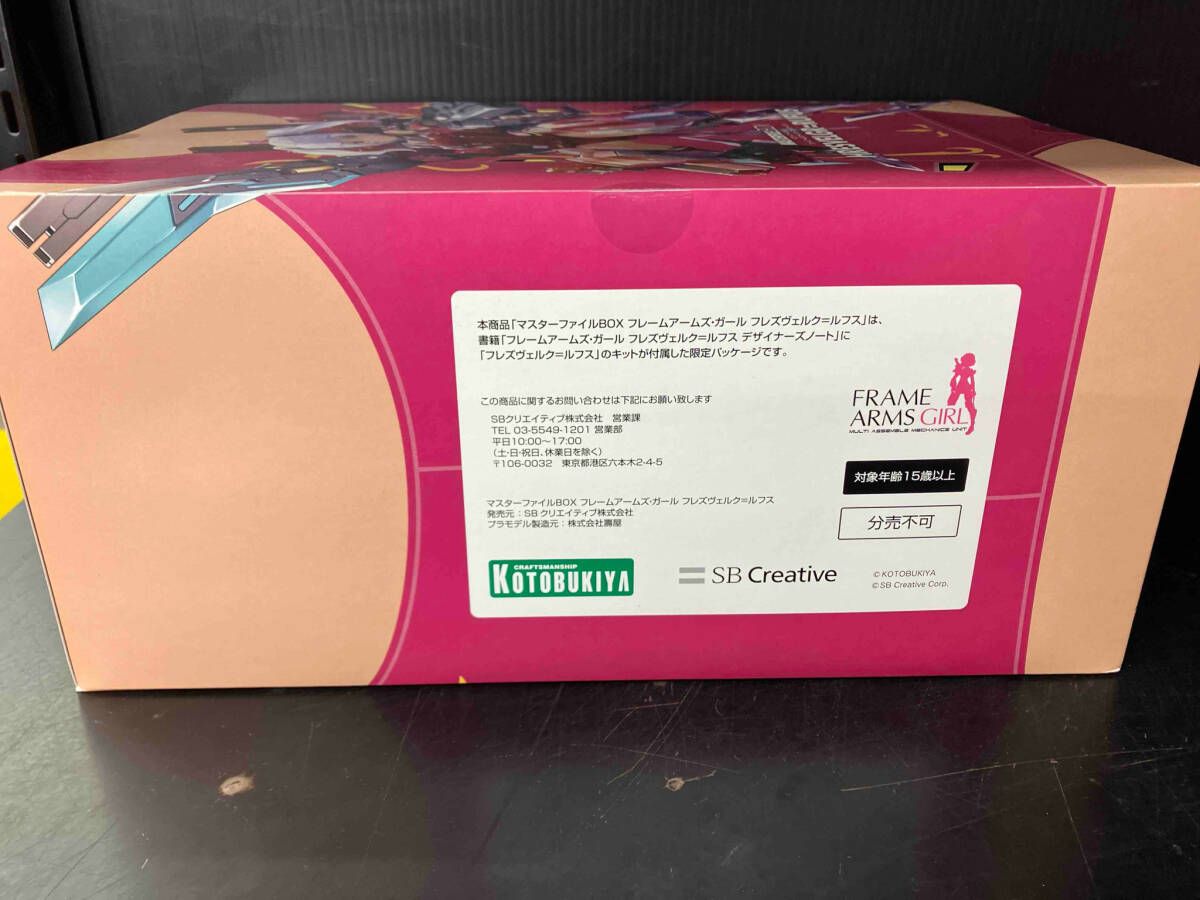 本商品「マスターファイルBOX フレームアームズ・ガール フレズヴェルク=ルフス」は、
書籍「フレームアームズ・ガール フレズヴェルク=ルフス デザイナーズノート」に
「フレズヴェルク=ルフス」のキットが付属した限定パッケージです。
この商品に関するお問い合わせは下記にお願い致します
SBクリエイティブ株式会社 営業課
TEL 03-5549-1201 営業部
平日10:00〜17:00
(土・日・祝日、休業日を除く)
〒106-0032 東京都港区六本木2-4-5
マスターファイルBOX フレームアームズ・ガール フレズヴェルク=ルフス
発売元:SBクリエイティブ株式会社
プラモデル製造元:株式会社壽屋
CRAFTSMANSHIP
KOTOBUKIYA
SB Creative
FRAME
ARMS GIRL
MULTI ASSEMBLE MECHANICS UNIT
対象年齢15歳以上
分売不可
© KOTOBUKIYA
© SB Creative Corp.